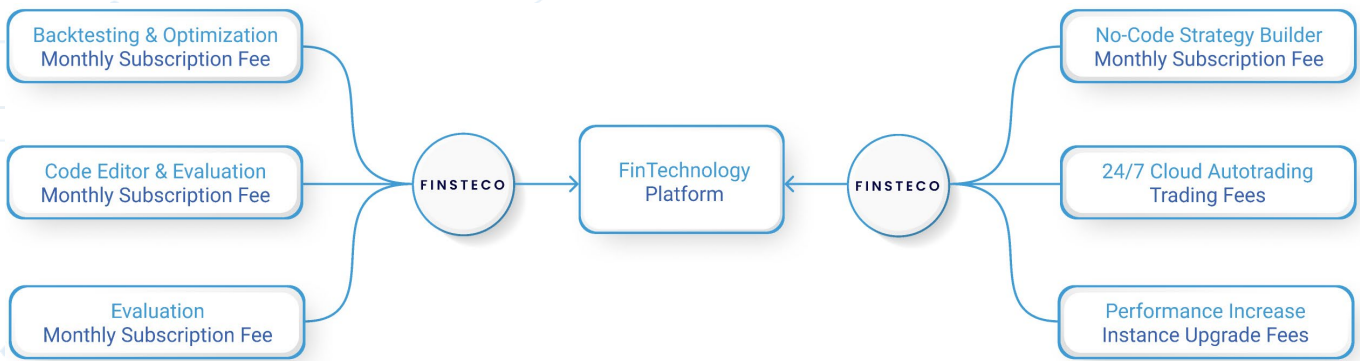 Backtesting & Optimization
Monthly Subscription Fee
Code Editor & Evaluation
Monthly Subscription Fee
Evaluation
Monthly Subscription Fee
FINSTECO
FinTechnology
Platform
FINSTECO
No-Code Strategy Builder
Monthly Subscription Fee
24/7 Cloud Autotrading
Trading Fees
Performance Increase
Instance Upgrade Fees